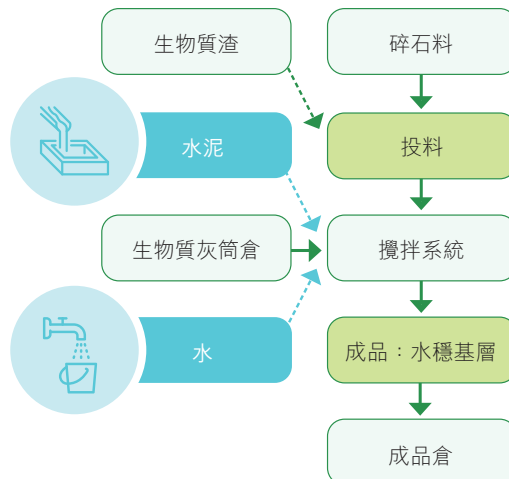 生物質渣
碎石料
水泥
投料
生物質灰筒倉
攪拌系統
水
成品：水穩基層
成品倉